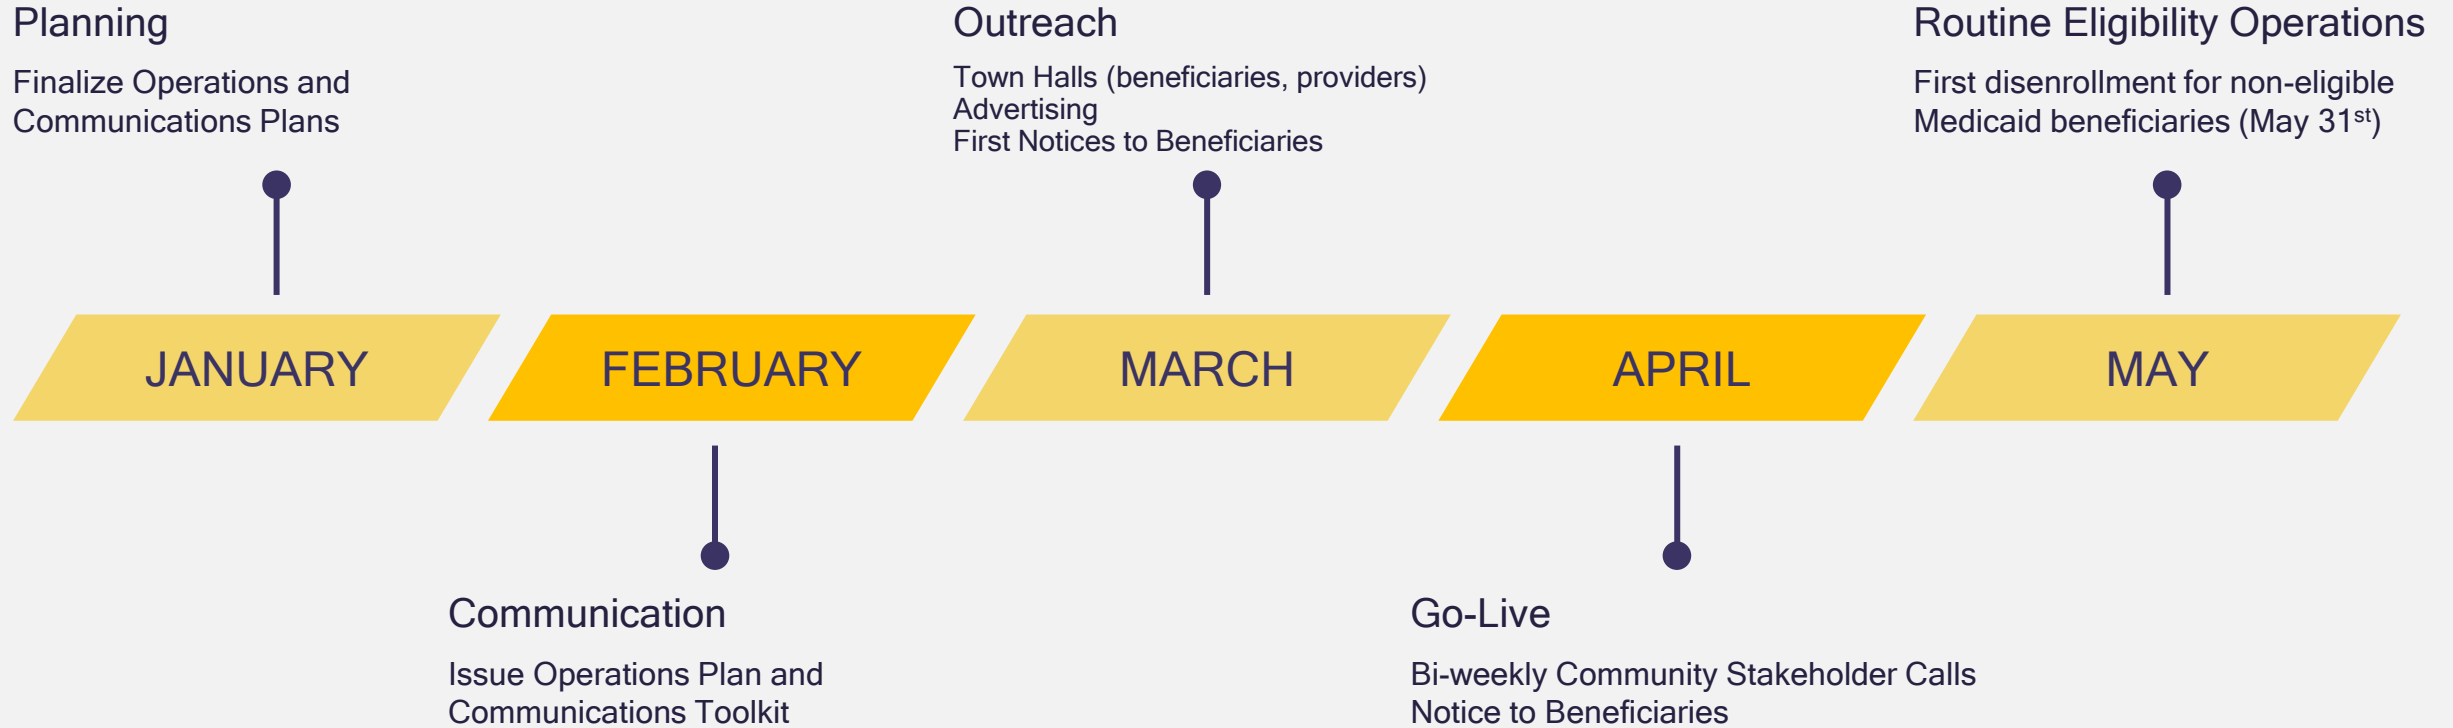 Planning
Finalize Operations and
Communications Plans
Outreach
Town Halls (beneficiaries, providers)
Advertising
First Notices to Beneficiaries
Routine Eligibility Operations
First disenrollment for non-eligible
Medicaid beneficiaries (May 31st)
JANUARY
FEBRUARY
MARCH
APRIL
MAY
Communication
Issue Operations Plan and
Communications Toolkit
Go-Live
Bi-weekly Community Stakeholder Calls
Notice to Beneficiaries